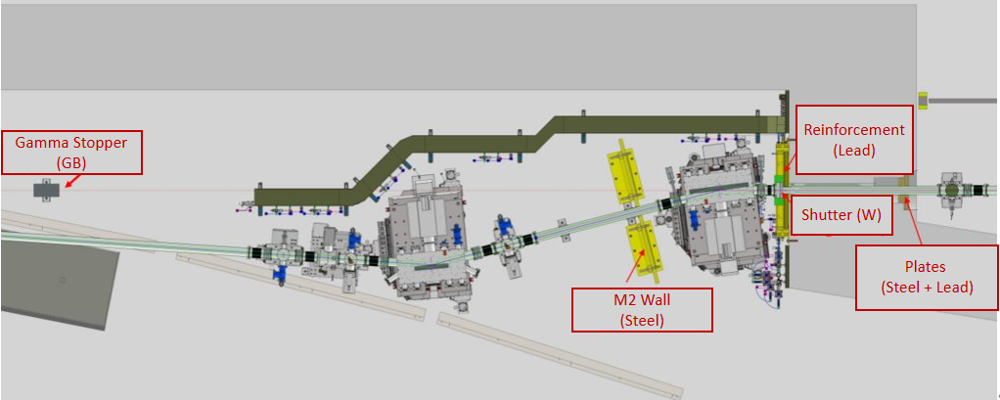 Gamma Stopper
(GB)
Reinforcement
(Lead)
Shutter (W)
Plates
(Steel + Lead)
M2 Wall
(Steel)